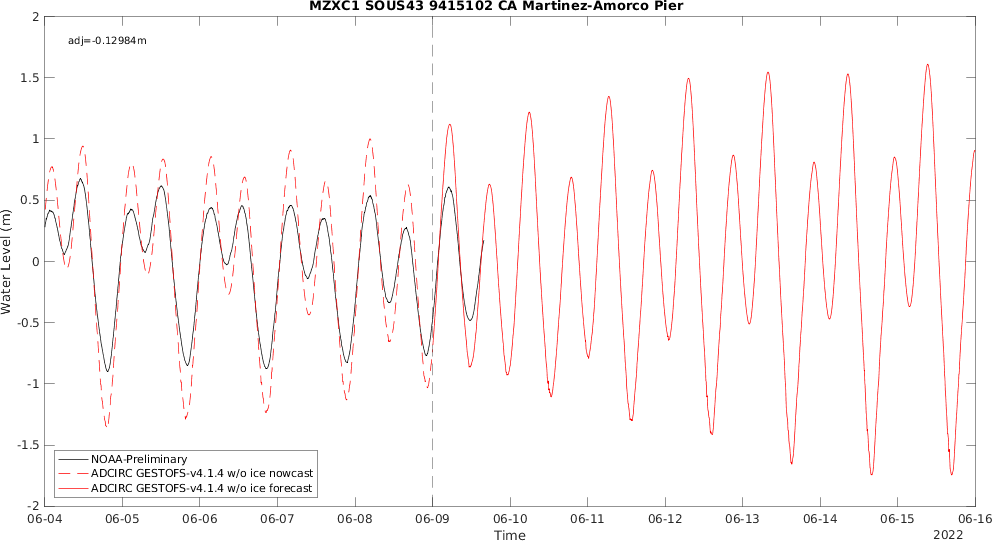 MZXC1 SOUS43 9415102 CA Martinez-Amorco Pier
adj=-0.12984m
2
1.5
1
0.5
0
-0.5
-1
-1.5
-2
Water Level (m)
NOAA-Preliminary
ADCIRC GESTOFS-v4.1.4 w/o ice nowcast
ADCIRC GESTOFS-v4.1.4 w/o ice forecast
06-04 06-05 06-06 06-07 06-08 06-09 06-10 06-11 06-12 06-13 06-14 06-15 06-16
Time
2022